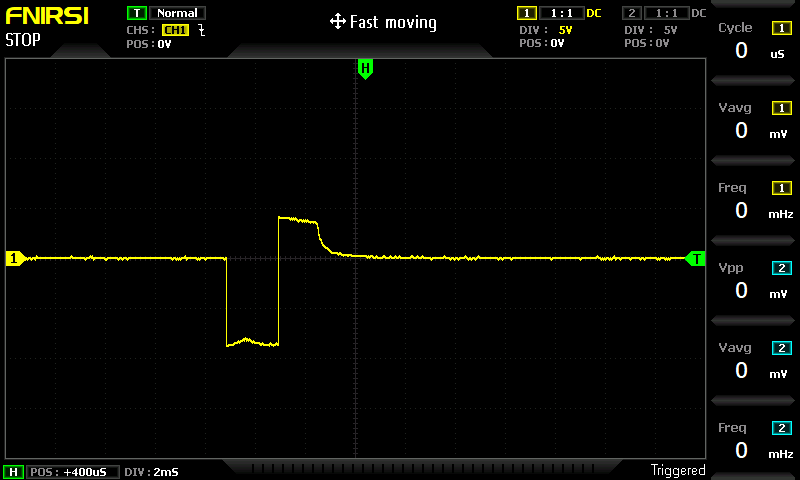 FNIRSI
STOP
T Normal
CHS: CH1
POS: 0V
Fast moving
1 1:1 DC
DIV: 5V
POS: 0V
2 1:1 DC
DIV: 5V
POS: 0V
H
1
T
Cycle 1
0 uS
Vavg 1
0 mV
Freq 1
0 mHz
Vpp 2
0 mV
Vavg 2
0 mV
Freq 2
0 mHz
H POS: +400uS DIV: 2mS
Triggered